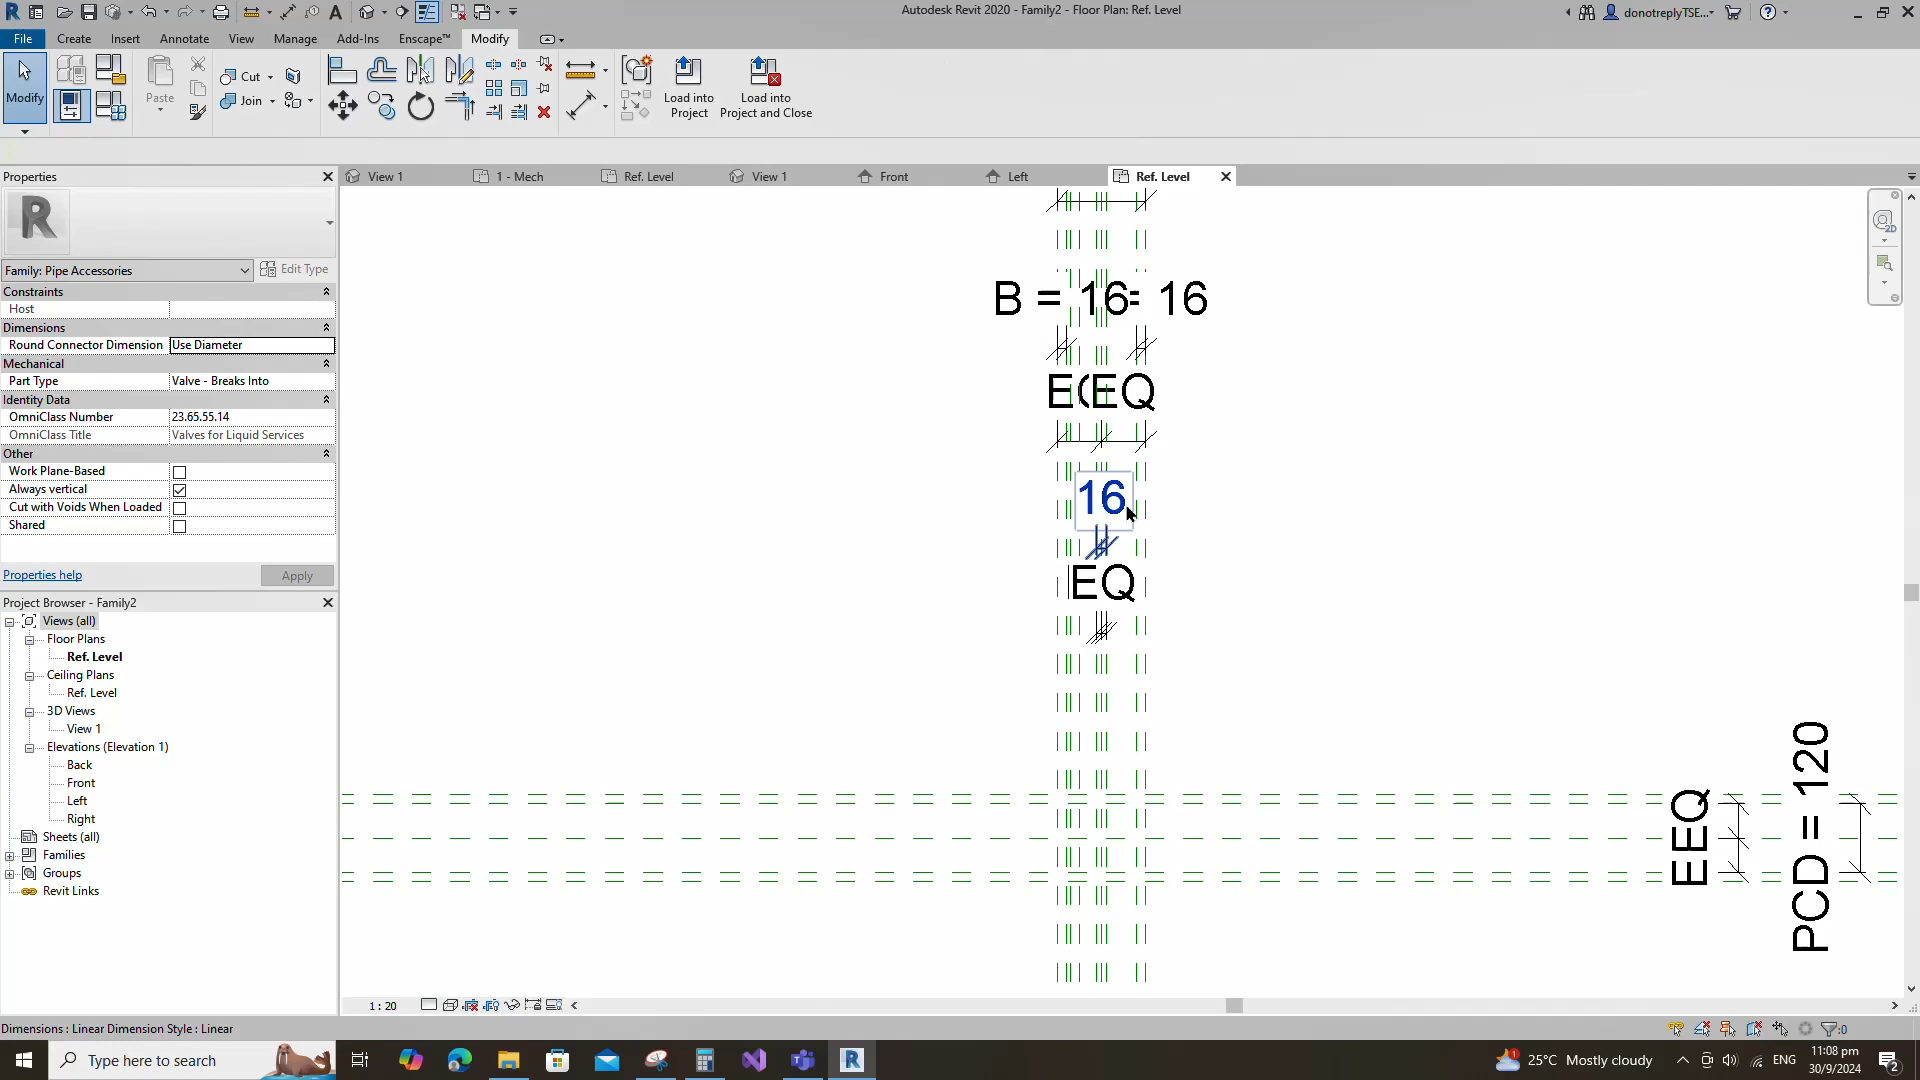 Autodesk Revit 2020 - Family2 - Floor Plan: Ref. Level
donotreplyTSE...
File
Create
Insert
Annotate
View
Manage
Add-Ins
Enscape™
Modify
Modify
Paste
Cut
Join
Load into
Project
Load into
Project and Close
Properties
View 1
1 - Mech
Ref. Level
View 1
Front
Left
Ref. Level
2D
Family: Pipe Accessories
Edit Type
Constraints
Host
Dimensions
Round Connector Dimension
Use Diameter
Mechanical
Part Type
Valve - Breaks Into
Identity Data
OmniClass Number
23.65.55.14
OmniClass Title
Valves for Liquid Services
Other
Work Plane-Based
Always vertical
Cut with Voids When Loaded
Shared
Properties help
Apply
Project Browser - Family2
Views (all)
Floor Plans
Ref. Level
Ceiling Plans
Ref. Level
3D Views
View 1
Elevations (Elevation 1)
Back
Front
Left
Right
Sheets (all)
Families
Groups
Revit Links
B = 16
= 16
EQ
16
EQ
EQ
PCD = 120
1 : 20
Dimensions : Linear Dimension Style : Linear
:0
Type here to search
1
25°C Mostly cloudy
ENG
11:08 pm
30/9/2024
2